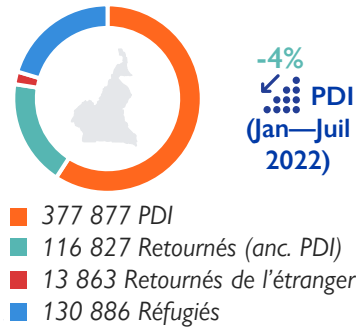 -4%
PDI
(Jan—Juil
2022)
377 877 PDI
116 827 Retournés (anc. PDI)
13 863 Retournés de l’étranger
130 886 Réfugiés